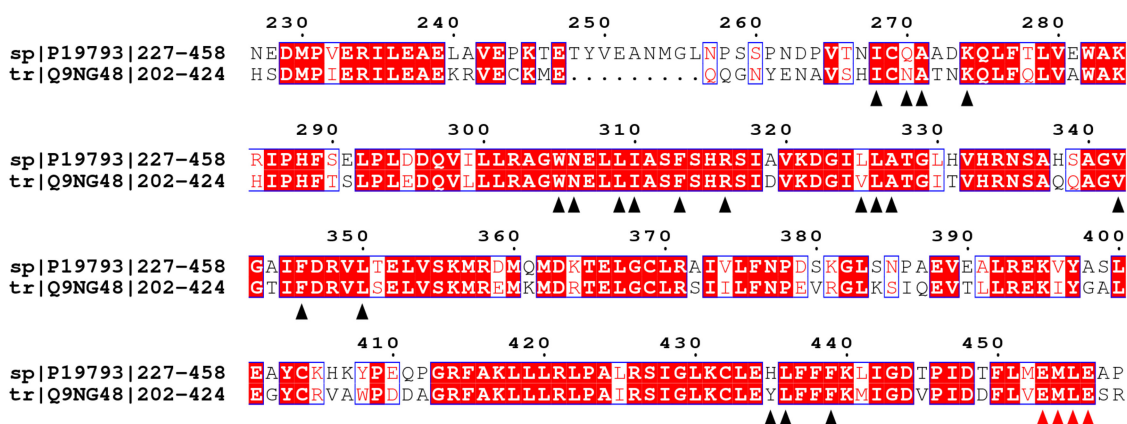 230 240 250 260 270 280
sp|P19793|227-458 NEDMPVERILEAELAVEPKTETYVEANMGLNPSSPNDPVTNICQAADKQLFTLVEWAK
tr|Q9NG48|202-424 HSDMPIERILEAEKRVECKME.........QQGNYENAVSHICNATNKQLFQLVAWAK
290 300 310 320 330 340
sp|P19793|227-458 RIPHFSELPLDDQVILLRAGWNELLIASFSHRSIAVKDGILLATGLHVHRNSAHSAGV
tr|Q9NG48|202-424 HIPHFTSLPLEDQVLLLRAGWNELLIASFSHRSIDVKDGIVLATGITVHRNSAQQAGV
350 360 370 380 390 400
sp|P19793|227-458 GAIFDRVLTELVSKMRDMQMDKTELGCLRAIVLFNPDSKGLSNPAEVEALREKVYASL
tr|Q9NG48|202-424 GTIFDRVLSELVSKMREMKMDRTELGCLRSIILFNPEVRGLKSIQEVTLLREKIYGAL
410 420 430 440 450
sp|P19793|227-458 EAYCKHKYPEQPGRFAKLLLRLPALRSIGLKCLEHLFFFKLIGDTPIDTFLMEMLEAP
tr|Q9NG48|202-424 EGYCRVAWPDDAGRFAKLLLRLPAIRSIGLKCLEYLFFFKMIGDVPIDDFLVEMLESR